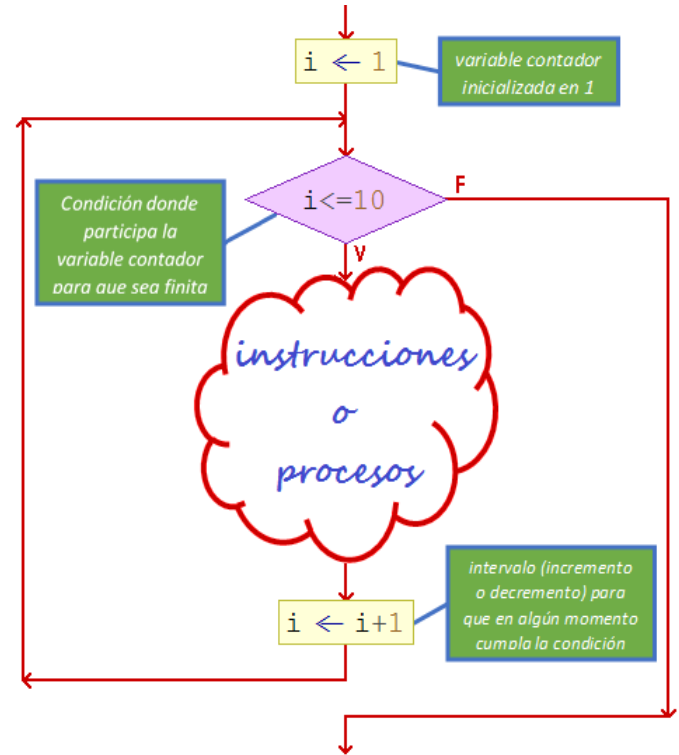 i ← 1
variable contador
inicializada en 1
i<=10
F
V
Condición donde
participa la
variable contador
para que sea finita
instrucciones
o
procesos
i ← i+1
intervalo (incremento
o decremento) para
que en algún momento
cumpla la condición